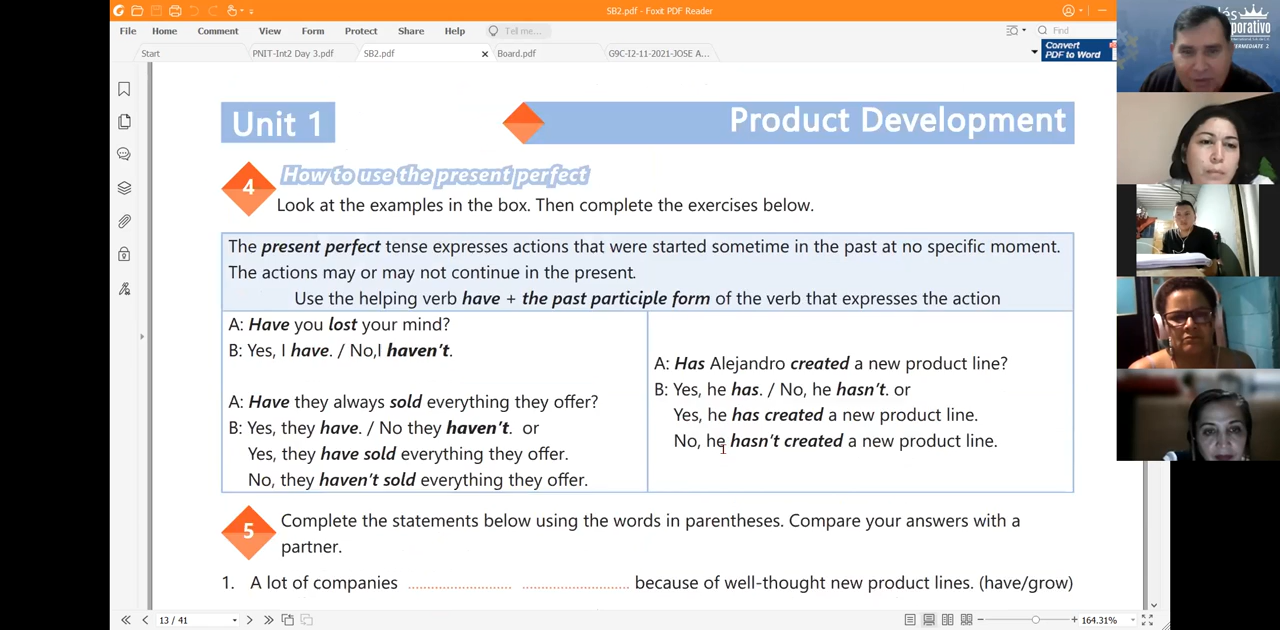 SB2.pdf - Foxit PDF Reader
File Home Comment View Form Protect Share Help Tell me... Find
Start PNIT-Int2 Day 3.pdf SB2.pdf Board.pdf G9C-I2-11-2021-JOSE A...
Convert
PDF to Word
Unit 1 Product Development
4 How to use the present perfect
Look at the examples in the box. Then complete the exercises below.
The present perfect tense expresses actions that were started sometime in the past at no specific moment.
The actions may or may not continue in the present.
Use the helping verb have + the past participle form of the verb that expresses the action
A: Have you lost your mind?
B: Yes, I have. / No,I haven't.
A: Have they always sold everything they offer?
B: Yes, they have. / No they haven't. or
Yes, they have sold everything they offer.
No, they haven't sold everything they offer.
A: Has Alejandro created a new product line?
B: Yes, he has. / No, he hasn't. or
Yes, he has created a new product line.
No, he hasn't created a new product line.
5 Complete the statements below using the words in parentheses. Compare your answers with a
partner.
1. A lot of companies ............................ ............................. because of well-thought new product lines. (have/grow)
13 / 41 164.31%